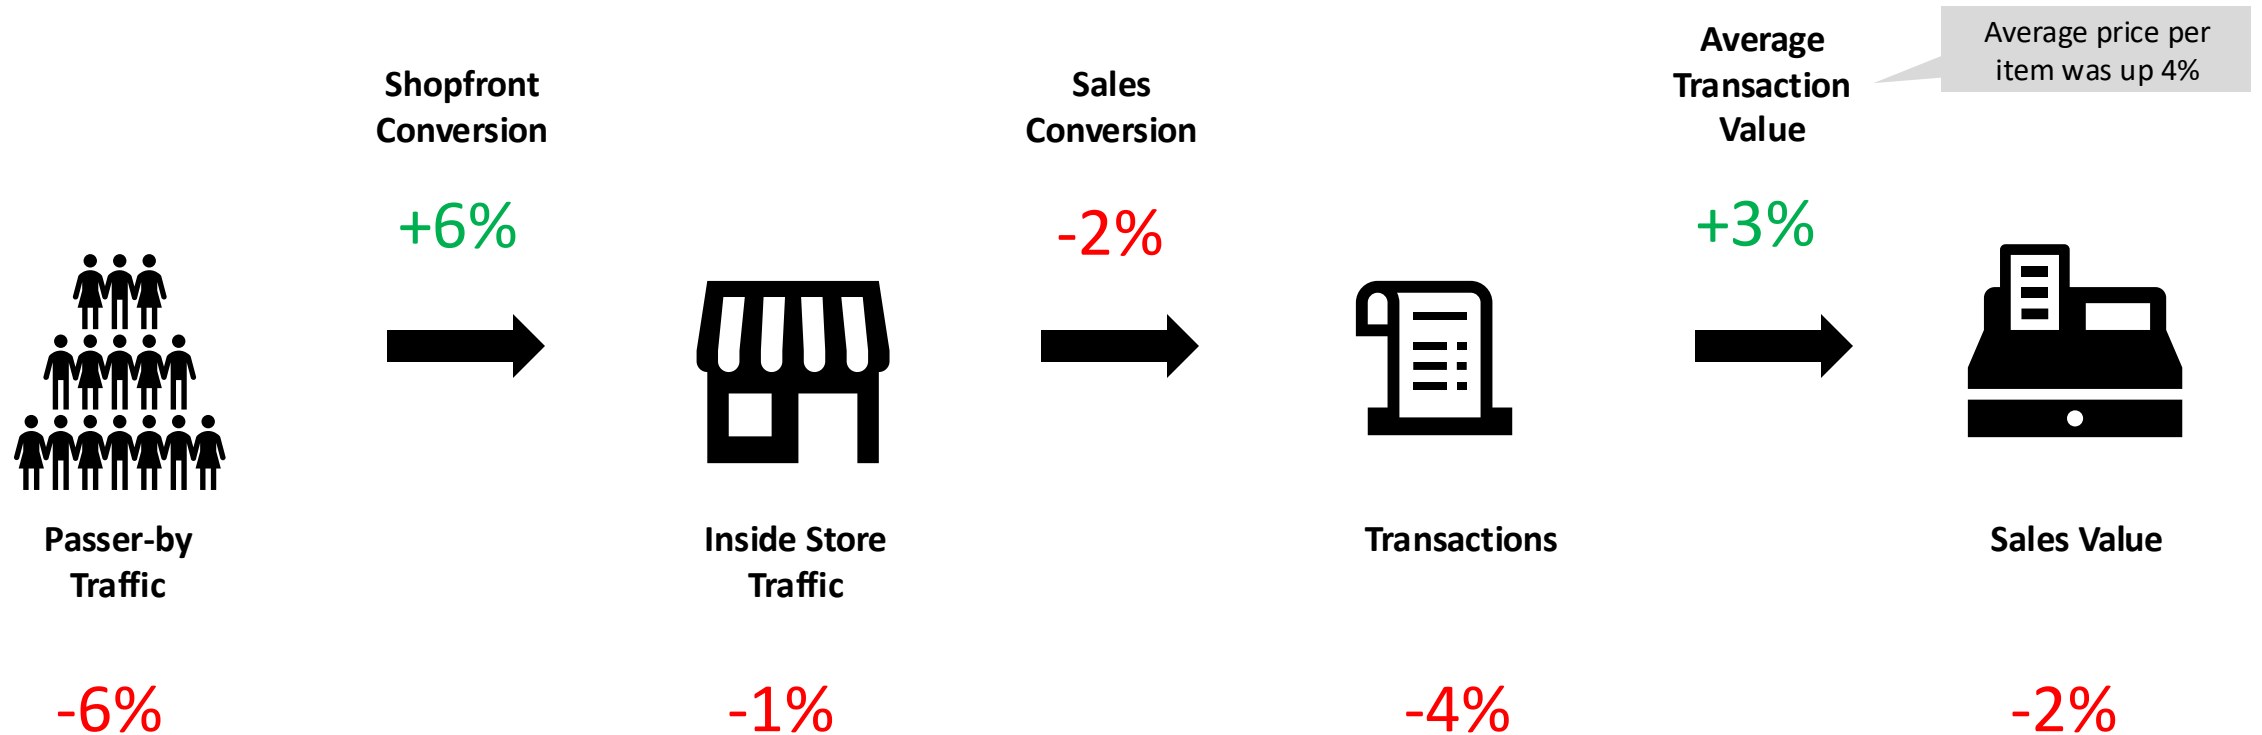 Shopfront
Conversion
+6%
Sales
Conversion
-2%
Average
Transaction
Value
+3%
Average price per
item was up 4%
Passer-by
Traffic
-6%
Inside Store
Traffic
-1%
Transactions
-4%
Sales Value
-2%